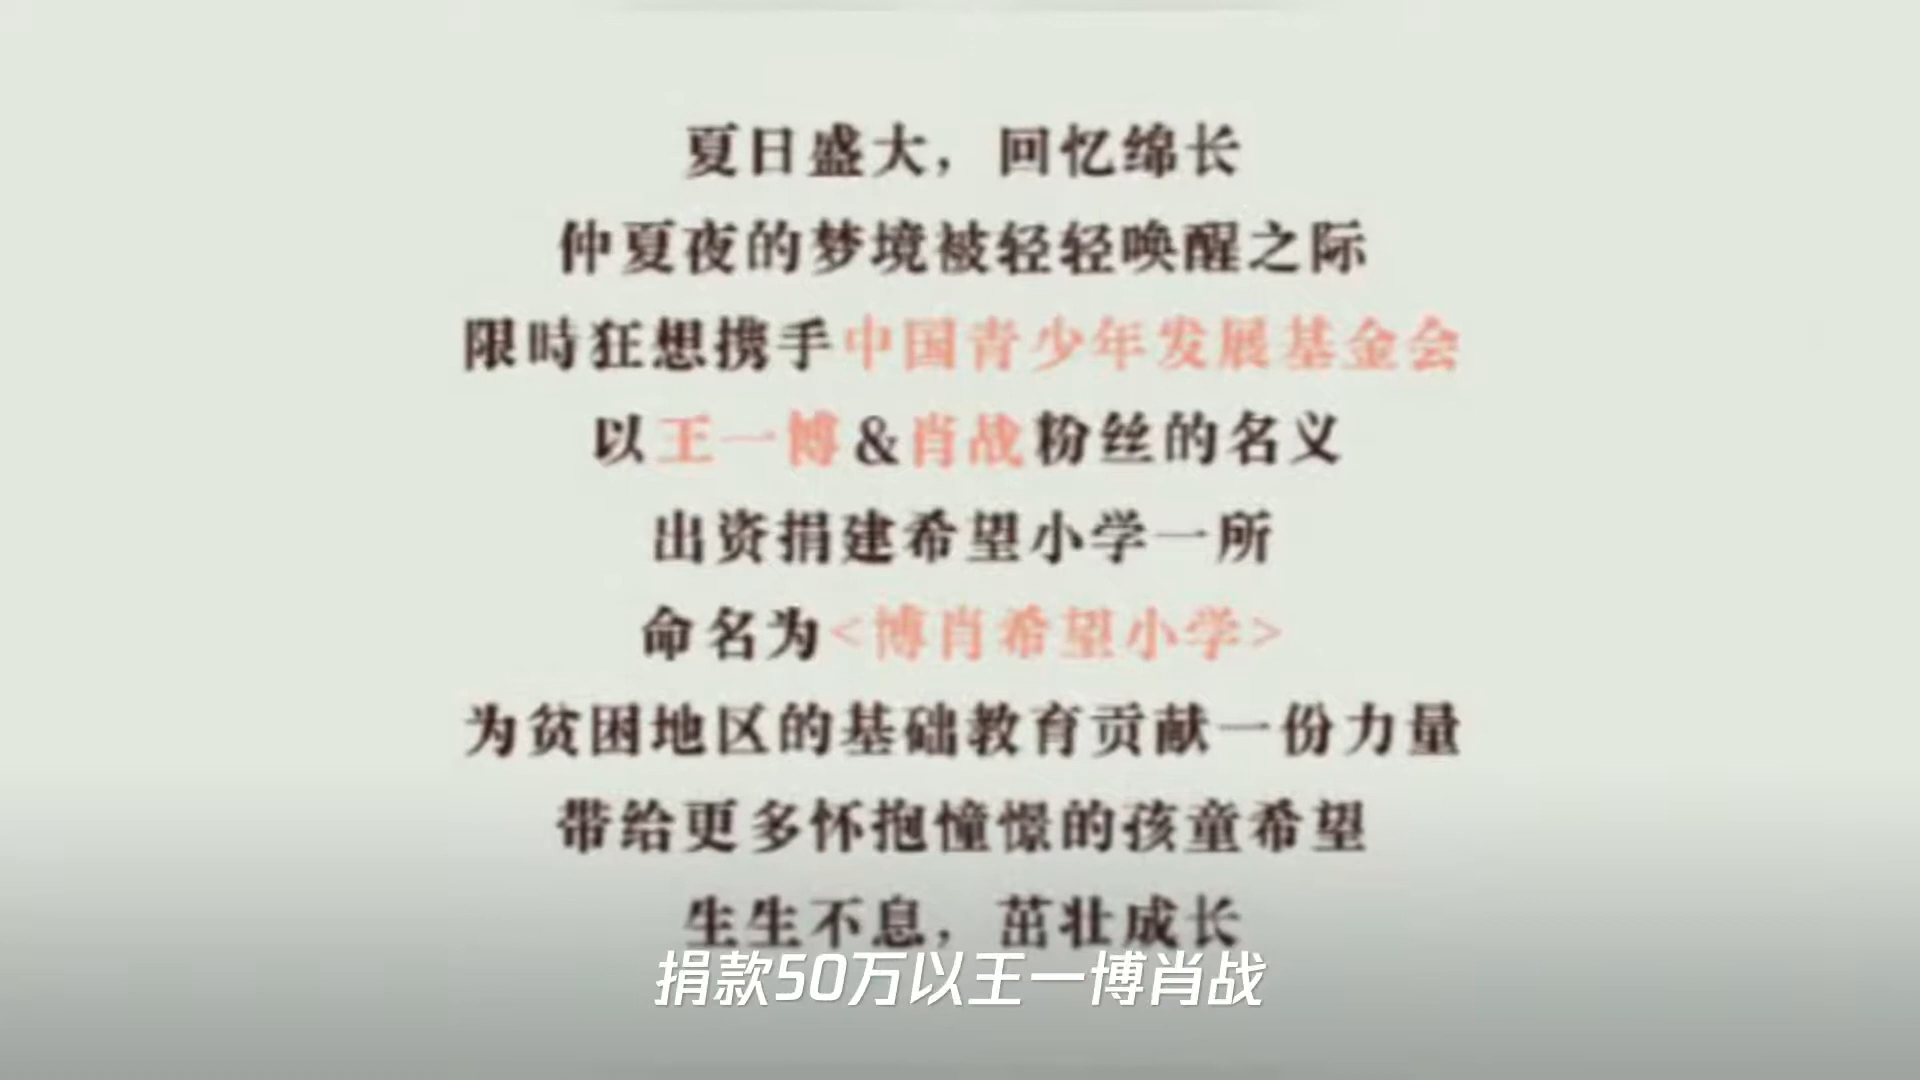 夏日盛大，回忆绵长
仲夏夜的梦境被轻轻唤醒之际
限時狂想携手中国青少年发展基金会
以王一博&肖战粉丝的名义
出资捐建希望小学一所
命名为<博肖希望小学>
为贫困地区的基础教育贡献一份力量
带给更多怀抱憧憬的孩童希望
生生不息，茁壮成长
捐款50万以王一博肖战